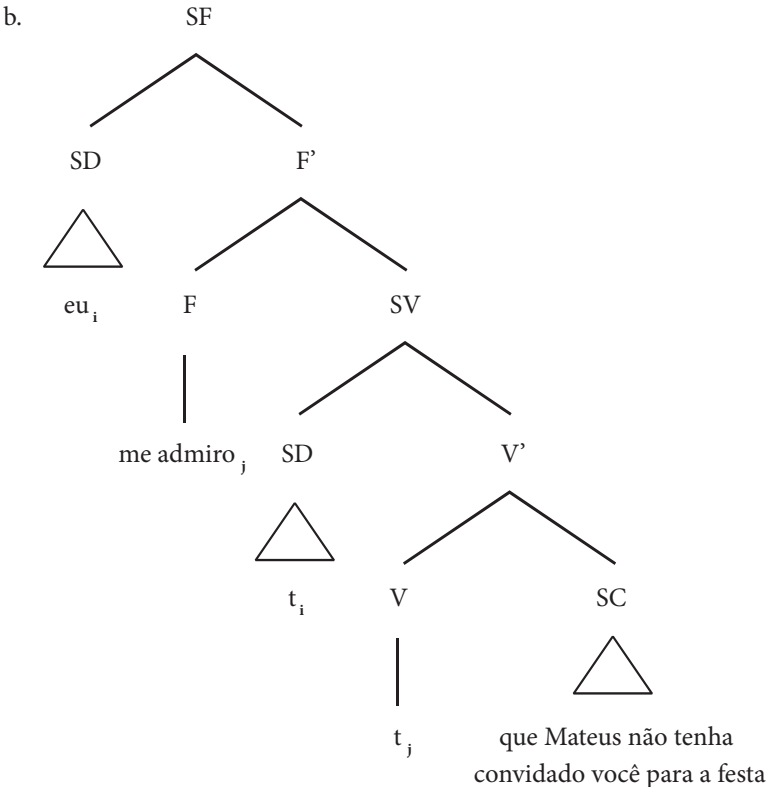 b. SF
SD F’
eu i F SV
me admiro j SD V’
t i V SC
t j que Mateus não tenha
convidado você para a festa